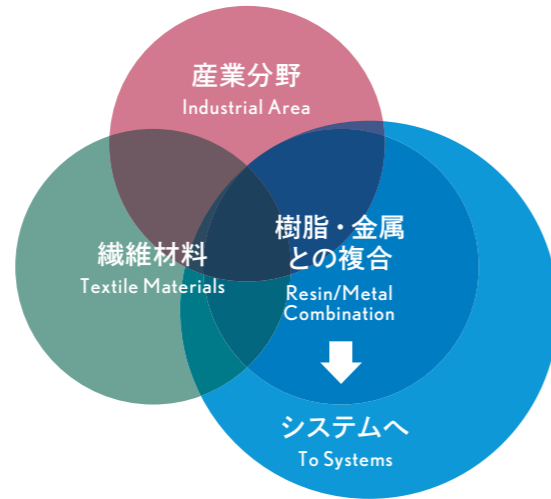 産業分野
Industrial Area
繊維材料
Textile Materials
樹脂・金属
との複合
Resin/Metal
Combination
システムへ
To Systems